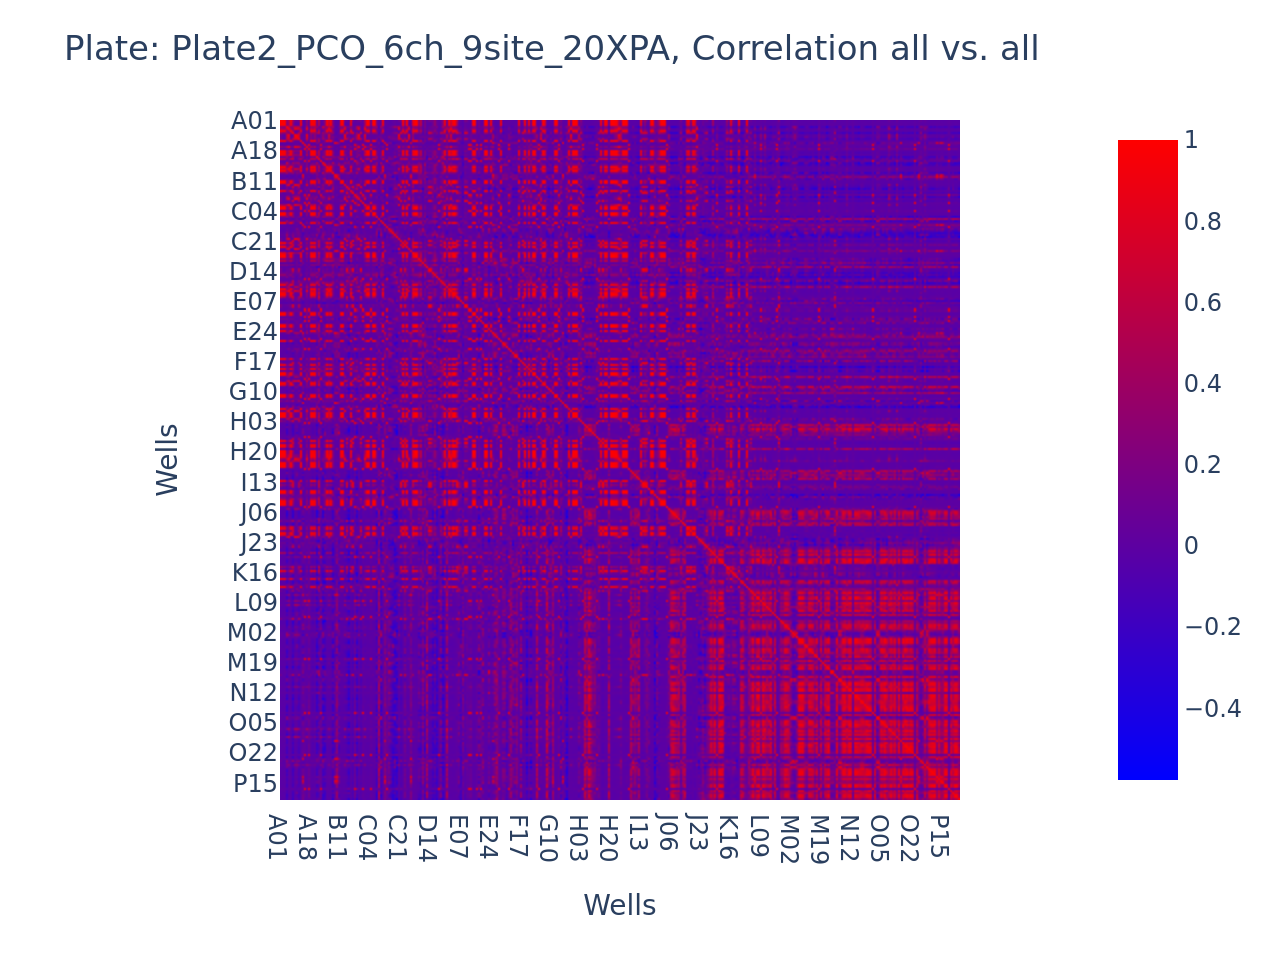 Plate: Plate2_PCO_6ch_9site_20XPA, Correlation all vs. all
A01
A18
B11
C04
C21
D14
E07
E24
F17
G10
H03
H20
I13
J06
J23
K16
L09
M02
M19
N12
O05
O22
P15
Wells
A01
A18
B11
C04
C21
D14
E07
E24
F17
G10
H03
H20
I13
J06
J23
K16
L09
M02
M19
N12
O05
O22
P15
Wells
1
0.8
0.6
0.4
0.2
0
−0.2
−0.4